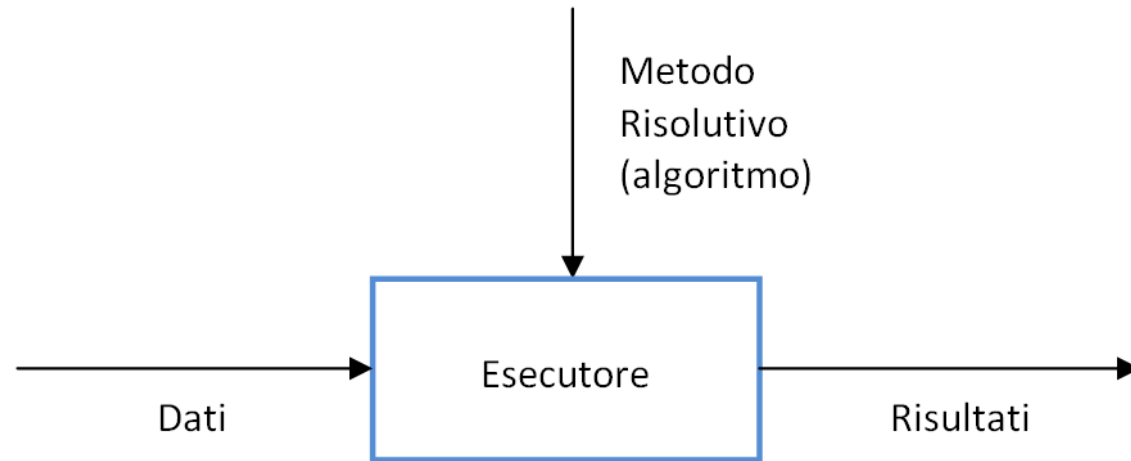 Metodo
Risolutivo
(algoritmo)
Esecutore
Dati
Risultati